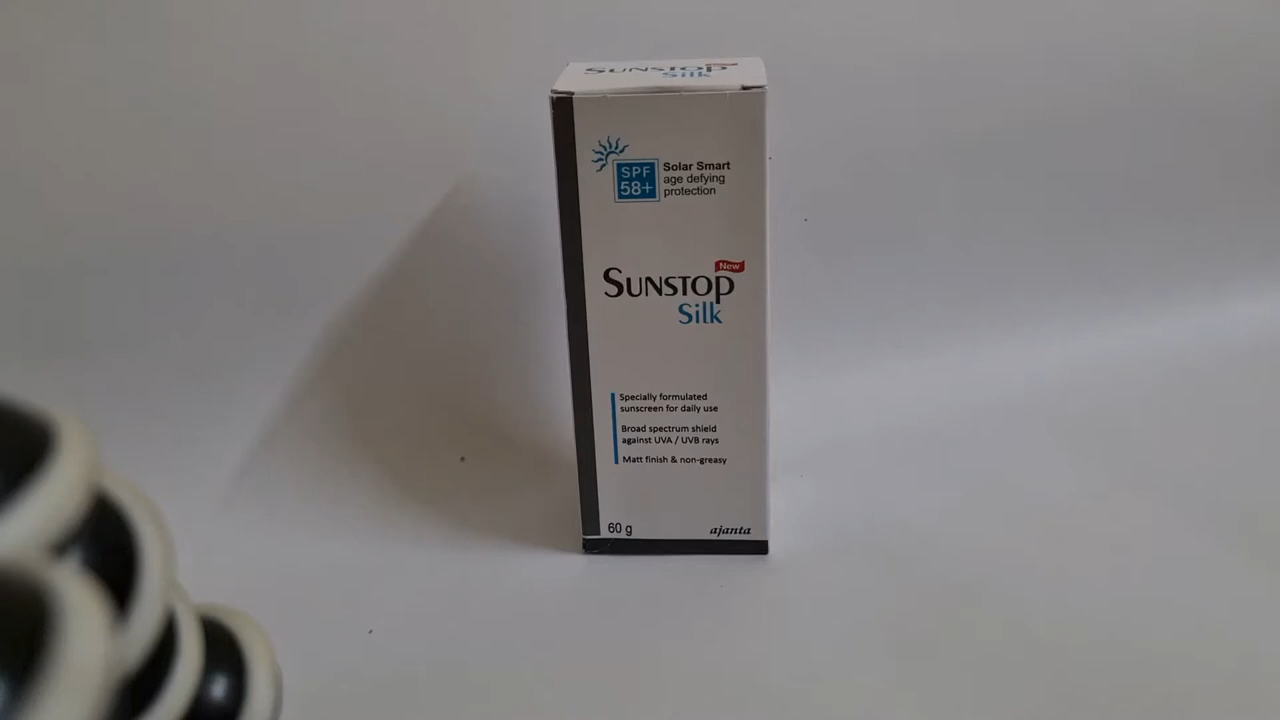 SUNSTOP
Silk
SPF
58+
Solar Smart
age defying
protection
New
SUNSTOP
Silk
Specially formulated
sunscreen for daily use
Broad spectrum shield
against UVA / UVB rays
Matt finish & non-greasy
60 g
ajanta